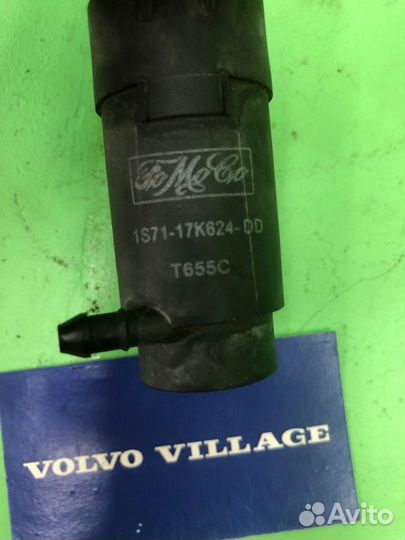 FoMoCo
1S71-17K624-DD
T655C
VOLVO VILLAGE
Avito